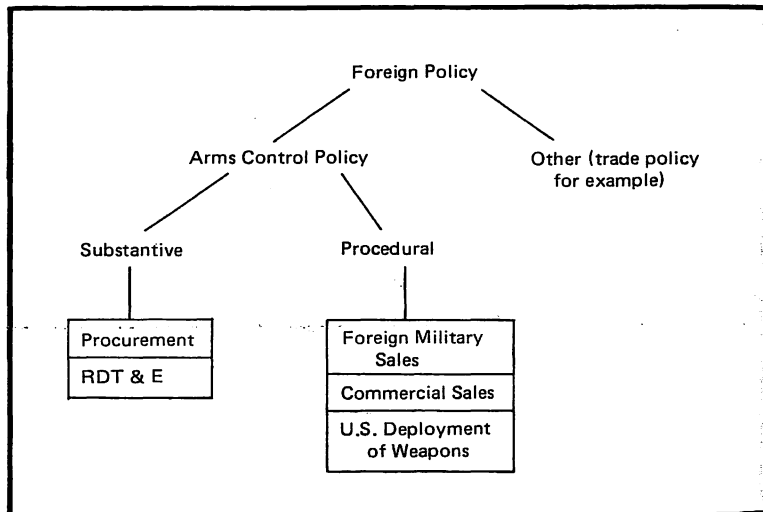 Foreign Policy
Arms Control Policy
Other (trade policy
for example)
Substantive
Procedural
Procurement
RDT & E
Foreign Military
Sales
Commercial Sales
U.S. Deployment
of Weapons